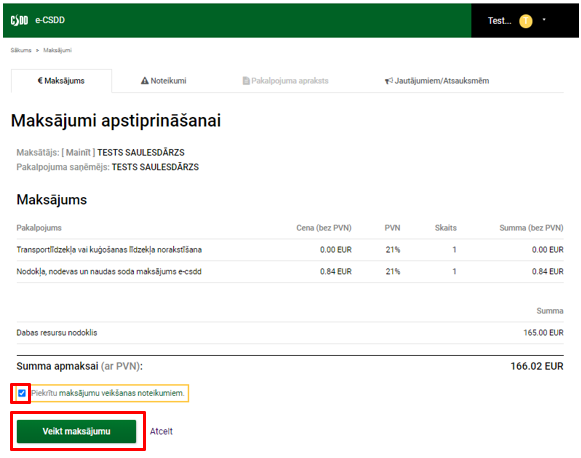 CSDD e-CSDD Test... !
Sākums > Maksājumi
€ Maksājums Noteikumi Pakalpojuma apraksts Jautājumiem/Atsauksmēm
Maksājumi apstiprināšanai
Maksātājs: [ Mainīt ] TESTS SAULESDĀRZS
Pakalpojuma saņēmējs: TESTS SAULESDĀRZS
Maksājums
Pakalpojums Cena (bez PVN) PVN Skaits Summa (bez PVN)
Transportlīdzekļa vai kuģošanas līdzekļa norakstīšana 0.00 EUR 21% 1 0.00 EUR
Nodokļa, nodevas un naudas soda maksājums e-csdd 0.84 EUR 21% 1 0.84 EUR
Summa
Dabas resursu nodoklis 165.00 EUR
Summa apmaksai (ar PVN): 166.02 EUR
Piekrītu maksājumu veikšanas noteikumiem.
Veikt maksājumu Atcelt